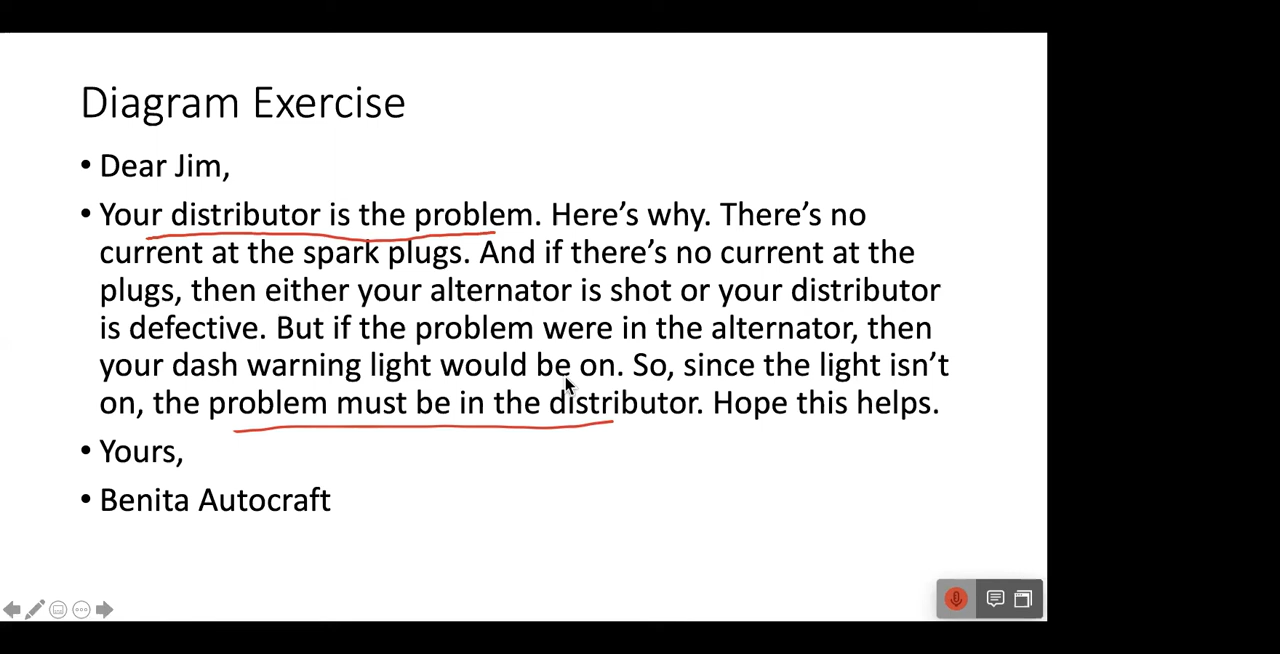 Diagram Exercise
• Dear Jim,
• Your distributor is the problem. Here’s why. There’s no
current at the spark plugs. And if there’s no current at the
plugs, then either your alternator is shot or your distributor
is defective. But if the problem were in the alternator, then
your dash warning light would be on. So, since the light isn’t
on, the problem must be in the distributor. Hope this helps.
• Yours,
• Benita Autocraft